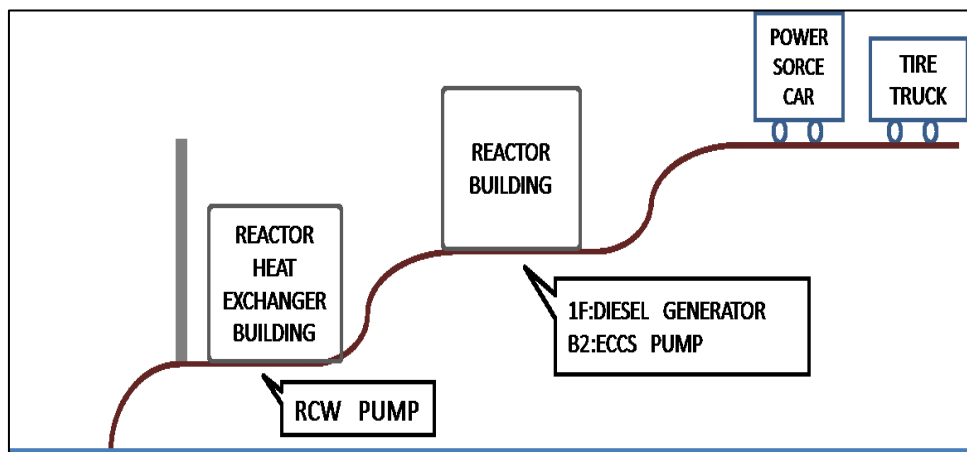 POWER
SORCE
CAR
TIRE
TRUCK
REACTOR
BUILDING
REACTOR
HEAT
EXCHANGER
BUILDING
1F:DIESEL GENERATOR
B2:ECCS PUMP
RCW PUMP